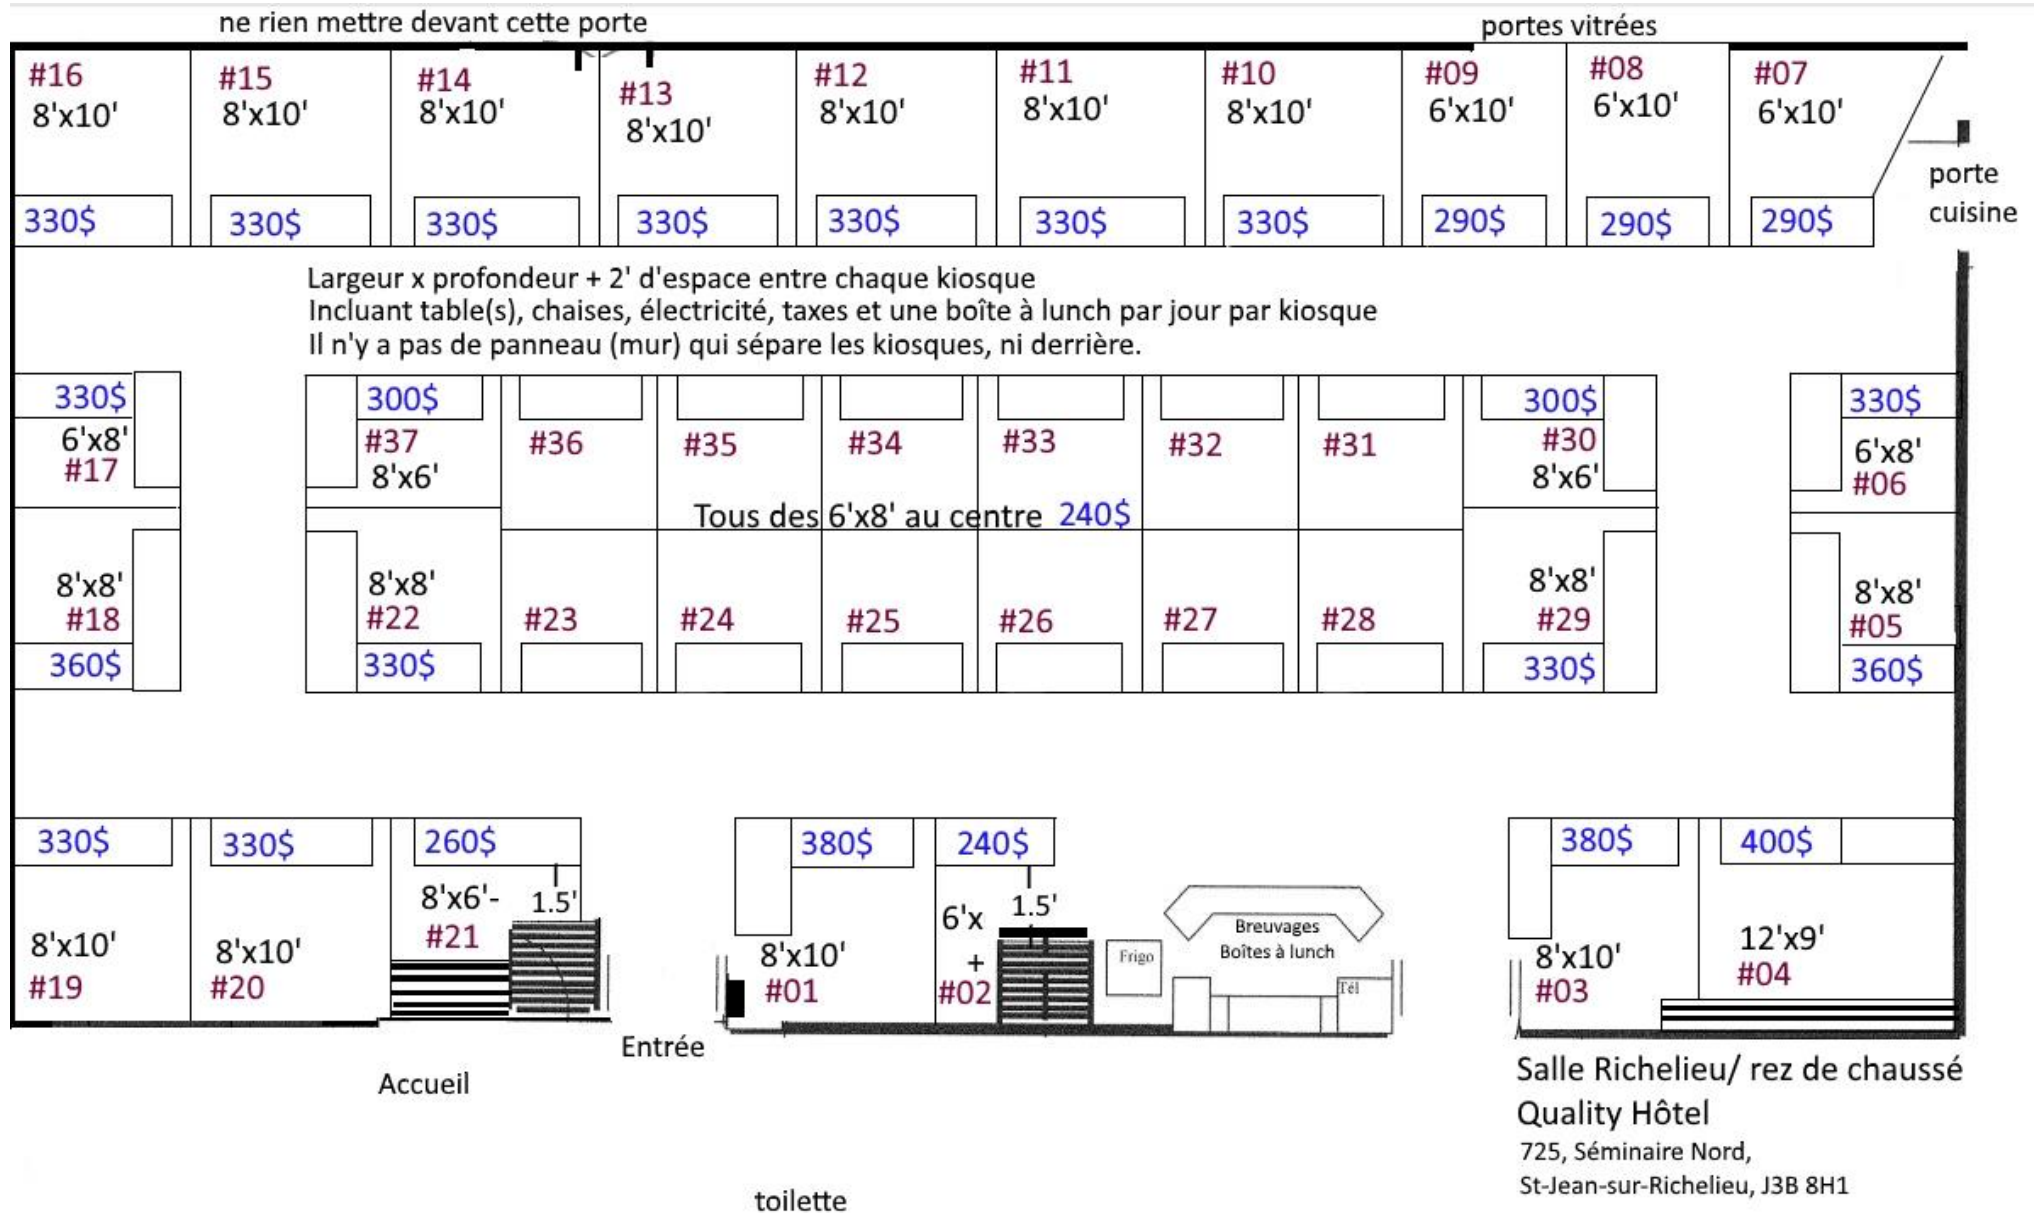 ne rien mettre devant cette porte
portes vitrées
#16
8'x10'
330$
#15
8'x10'
330$
#14
8'x10'
330$
#13
8'x10'
330$
#12
8'x10'
330$
#11
8'x10'
330$
#10
8'x10'
330$
#09
6'x10'
290$
#08
6'x10'
290$
#07
6'x10'
290$
porte
cuisine
Largeur x profondeur + 2' d'espace entre chaque kiosque
Incluant table(s), chaises, électricité, taxes et une boîte à lunch par jour par kiosque
Il n'y a pas de panneau (mur) qui sépare les kiosques, ni derrière.
330$
6'x8'
#17
300$
#37
8'x6'
#36
#35
#34
#33
#32
#31
300$
#30
8'x6'
330$
6'x8'
#06
Tous des 6'x8' au centre 240$
8'x8'
#18
360$
8'x8'
#22
330$
#23
#24
#25
#26
#27
#28
8'x8'
#29
330$
8'x8'
#05
360$
330$
8'x10'
#19
330$
8'x10'
#20
260$
8'x6'-
1.5'
#21
380$
8'x10'
#01
240$
6'x
1.5'
+
#02
Frigo
Breuvages
Boîtes à lunch
Tél
380$
8'x10'
#03
400$
12'x9'
#04
Entrée
Accueil
Salle Richelieu/ rez de chaussé
Quality Hôtel
725, Séminaire Nord,
St-Jean-sur-Richelieu, J3B 8H1
toilette